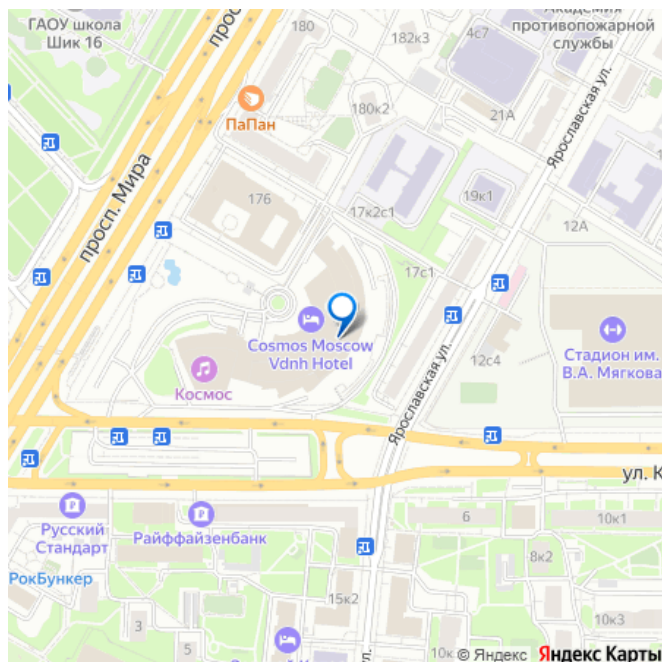 ГАОУ школа
Шик 16
180
182к3
4с7
Академия
противопожарной
службы
просп. Мира
ПаПан
180к2
21А
Ярославская ул.
176
17к2с1
19к1
12А
17с1
Cosmos Moscow
Vdnh Hotel
Космос
12с4
Стадион им.
В.А. Мягкова
Ярославская ул.
ул. К
Русский
Стандарт
Райффайзенбанк
6
10к1
РокБункер
8к2
15к2
3
5
10к3
10к
© Яндекс Яндекс Карты